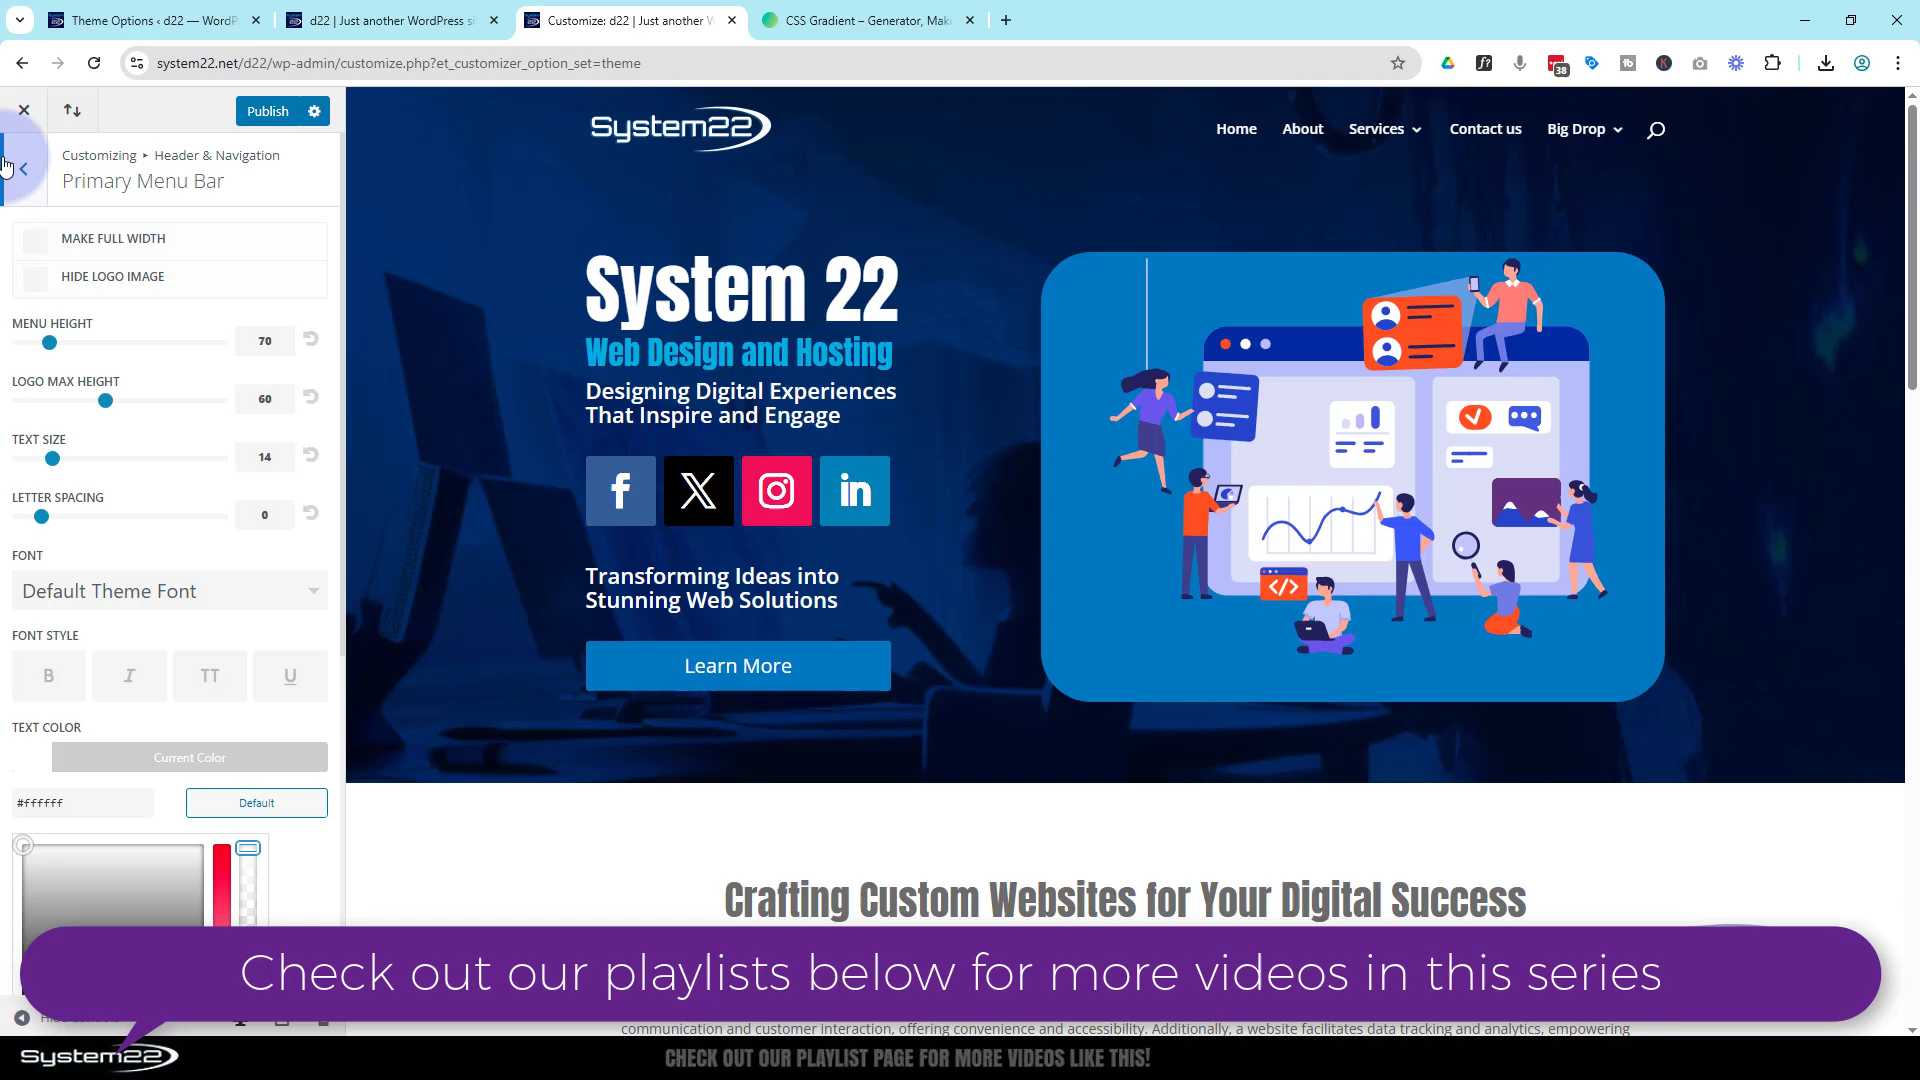 Theme Options ‹ d22 — WordP
d22 | Just another WordPress si
Customize: d22 | Just another W
CSS Gradient – Generator, Mak
system22.net/d22/wp-admin/customize.php?et_customizer_option_set=theme
38
Publish
Customizing ▸ Header & Navigation
Primary Menu Bar
MAKE FULL WIDTH
HIDE LOGO IMAGE
MENU HEIGHT
70
LOGO MAX HEIGHT
60
TEXT SIZE
14
LETTER SPACING
0
FONT
Default Theme Font
FONT STYLE
B I TT U
TEXT COLOR
Current Color
#ffffff
Default
System22
Home About Services Contact us Big Drop
System 22
Web Design and Hosting
Designing Digital Experiences
That Inspire and Engage
Transforming Ideas into
Stunning Web Solutions
Learn More
Crafting Custom Websites for Your Digital Success
Check out our playlists below for more videos in this series
communication and customer interaction, offering convenience and accessibility. Additionally, a website facilitates data tracking and analytics, empowering
System22
CHECK OUT OUR PLAYLIST PAGE FOR MORE VIDEOS LIKE THIS!